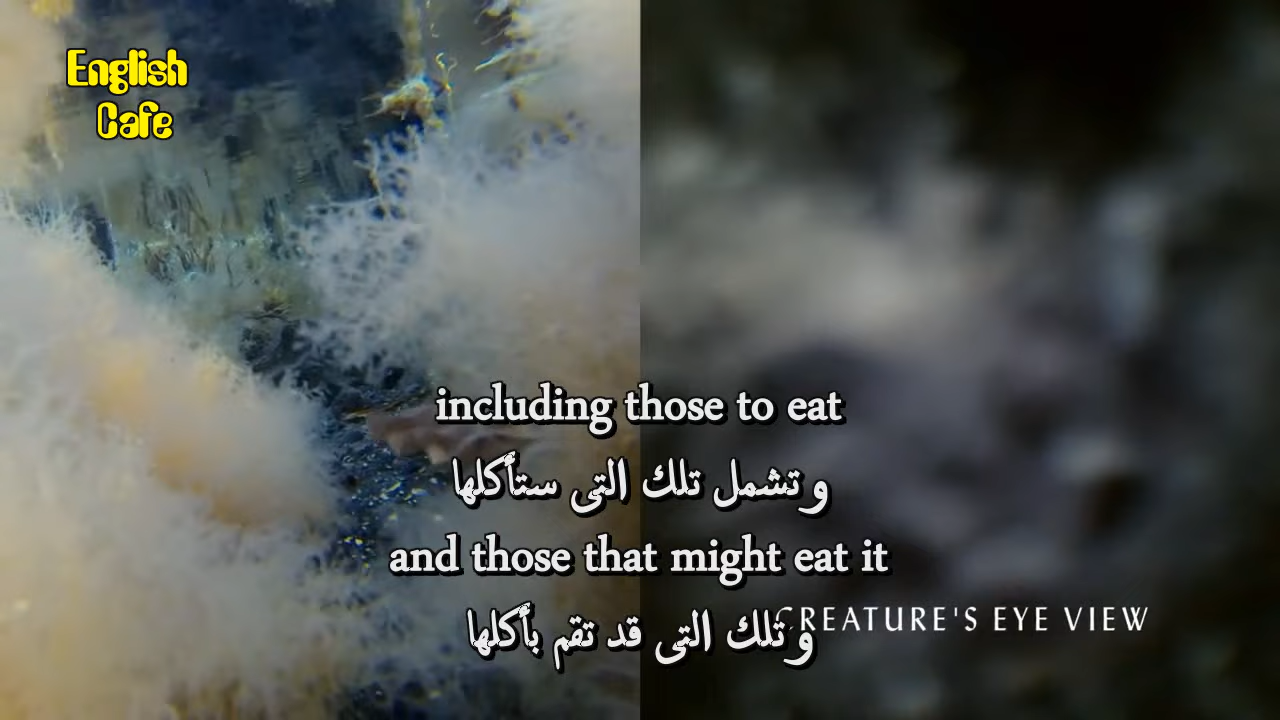 English
Cafe
including those to eat
و تشمل تلك التى ستأكلها
and those that might eat it
و تلك التى قد تقم بأكلها
CREATURE'S EYE VIEW